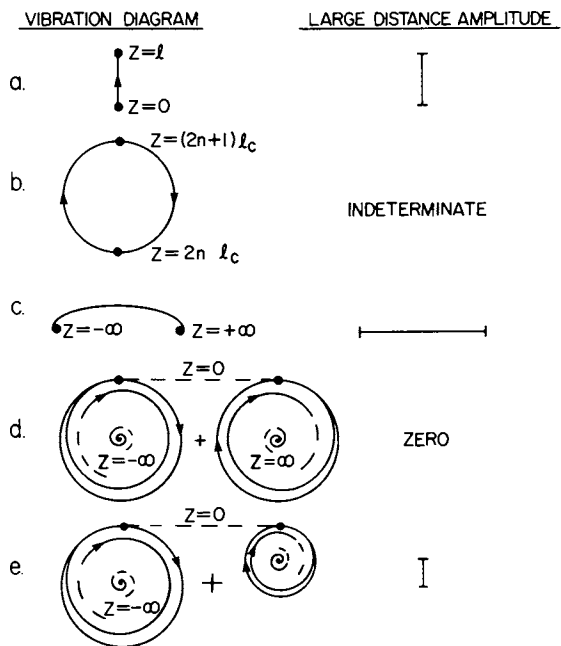 VIBRATION DIAGRAM LARGE DISTANCE AMPLITUDE
a.
Z=ℓ
Z=0
b.
Z=(2n+1)ℓc
INDETERMINATE
Z=2n ℓc
c.
Z=-∞ Z=+∞
Z=0
d.
+
ZERO
Z=-∞ Z=∞
Z=0
e.
+
Z=-∞